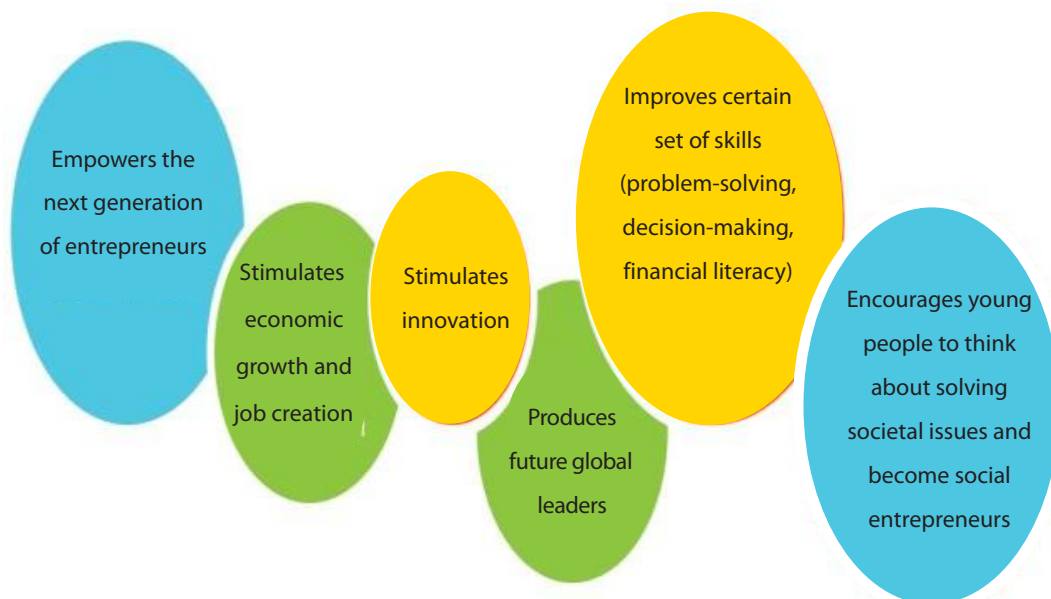 Empowers the
next generation
of entrepreneurs
Stimulates
economic
growth and
job creation
Stimulates
innovation
Produces
future global
leaders
Improves certain
set of skills
(problem-solving,
decision-making,
financial literacy)
Encourages young
people to think
about solving
societal issues and
become social
entrepreneurs